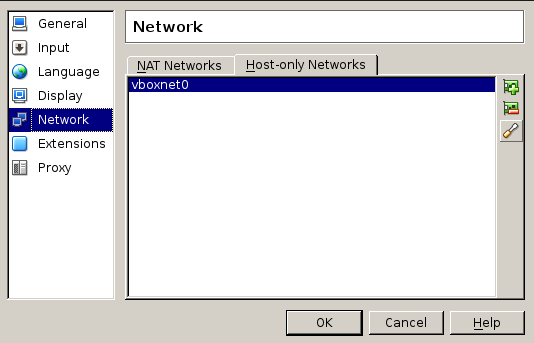 General
Input
Language
Display
Network
Extensions
Proxy
Network
NAT Networks
Host-only Networks
vboxnet0
OK
Cancel
Help